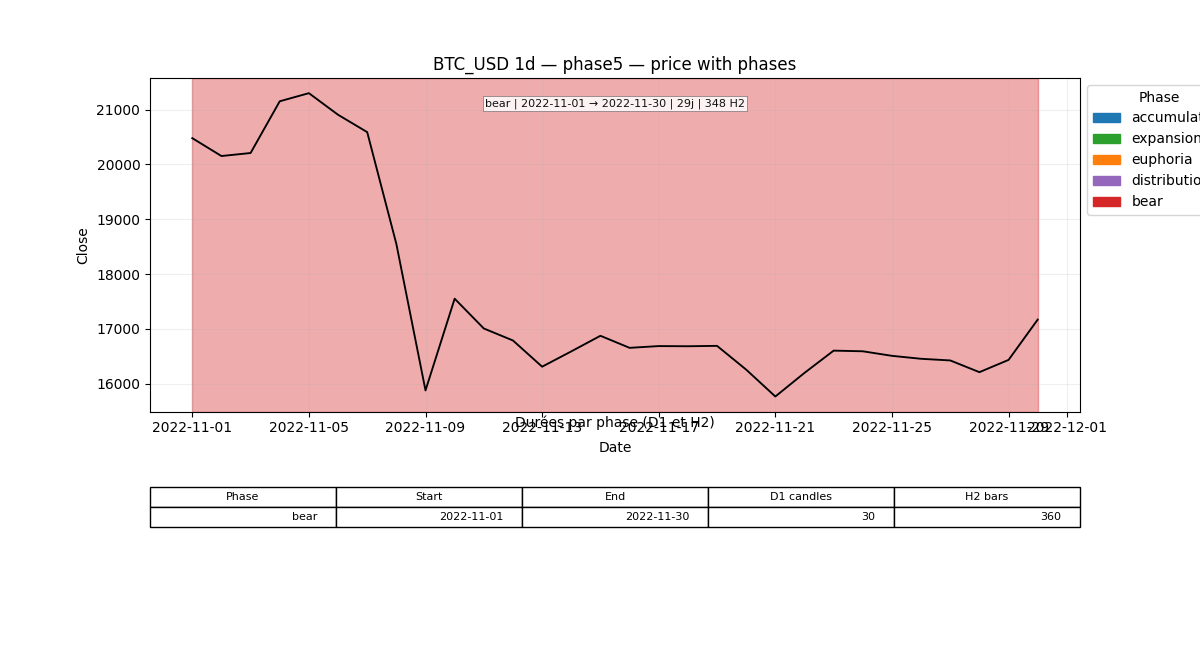 BTC_USD 1d — phase5 — price with phases
bear | 2022-11-01 → 2022-11-30 | 29j | 348 H2
Phase
accumulat
expansion
euphoria
distributio
bear
Close
21000
20000
19000
18000
17000
16000
2022-11-01 2022-11-05 2022-11-09 2022-11-13 2022-11-17 2022-11-21 2022-11-25 2022-11-29 2022-12-01
Durées par phase (D1 et H2)
Date
Phase Start End D1 candles H2 bars
bear 2022-11-01 2022-11-30 30 360